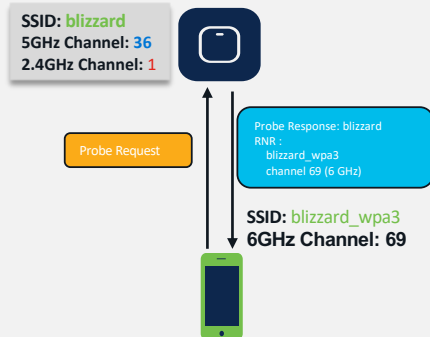 SSID: blizzard
5GHz Channel: 36
2.4GHz Channel: 1
Probe Request
Probe Response: blizzard
RNR :
blizzard_wpa3
channel 69 (6 GHz)
SSID: blizzard_wpa3
6GHz Channel: 69